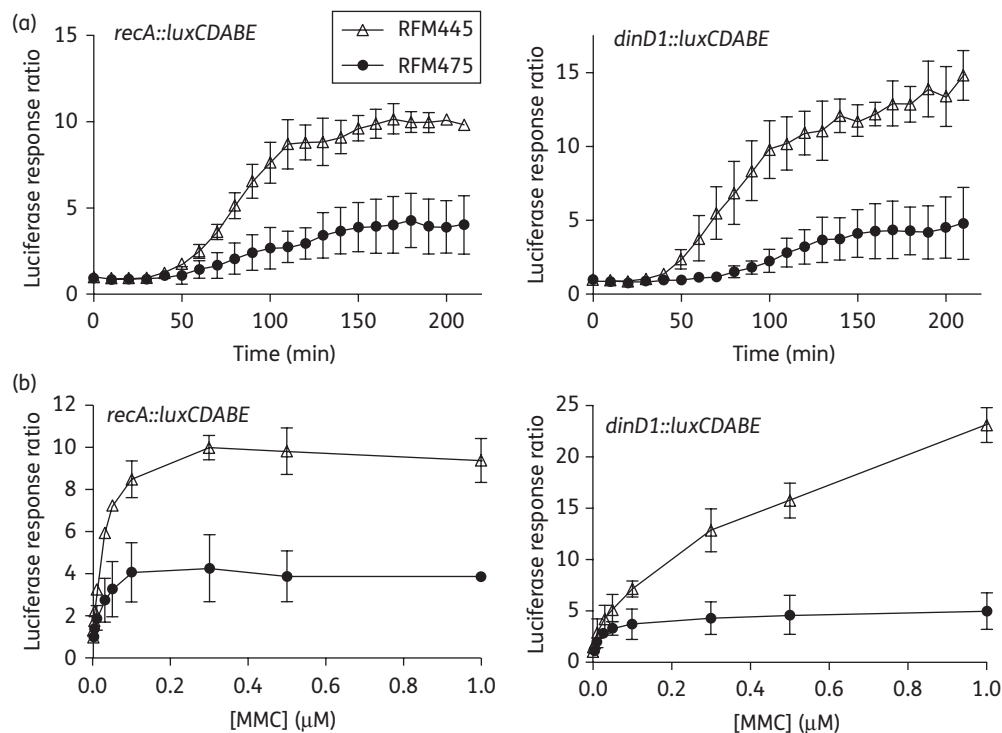 (a)
recA::luxCDABE
RFM445
RFM475
Luciferase response ratio
15
10
5
0
0 50 100 150 200
Time (min)
dinD1::luxCDABE
Luciferase response ratio
15
10
5
0
0 50 100 150 200
Time (min)
(b)
recA::luxCDABE
Luciferase response ratio
12
10
8
6
4
2
0
0.0 0.2 0.4 0.6 0.8 1.0
[MMC] (μM)
dinD1::luxCDABE
Luciferase response ratio
25
20
15
10
5
0
0.0 0.2 0.4 0.6 0.8 1.0
[MMC] (μM)